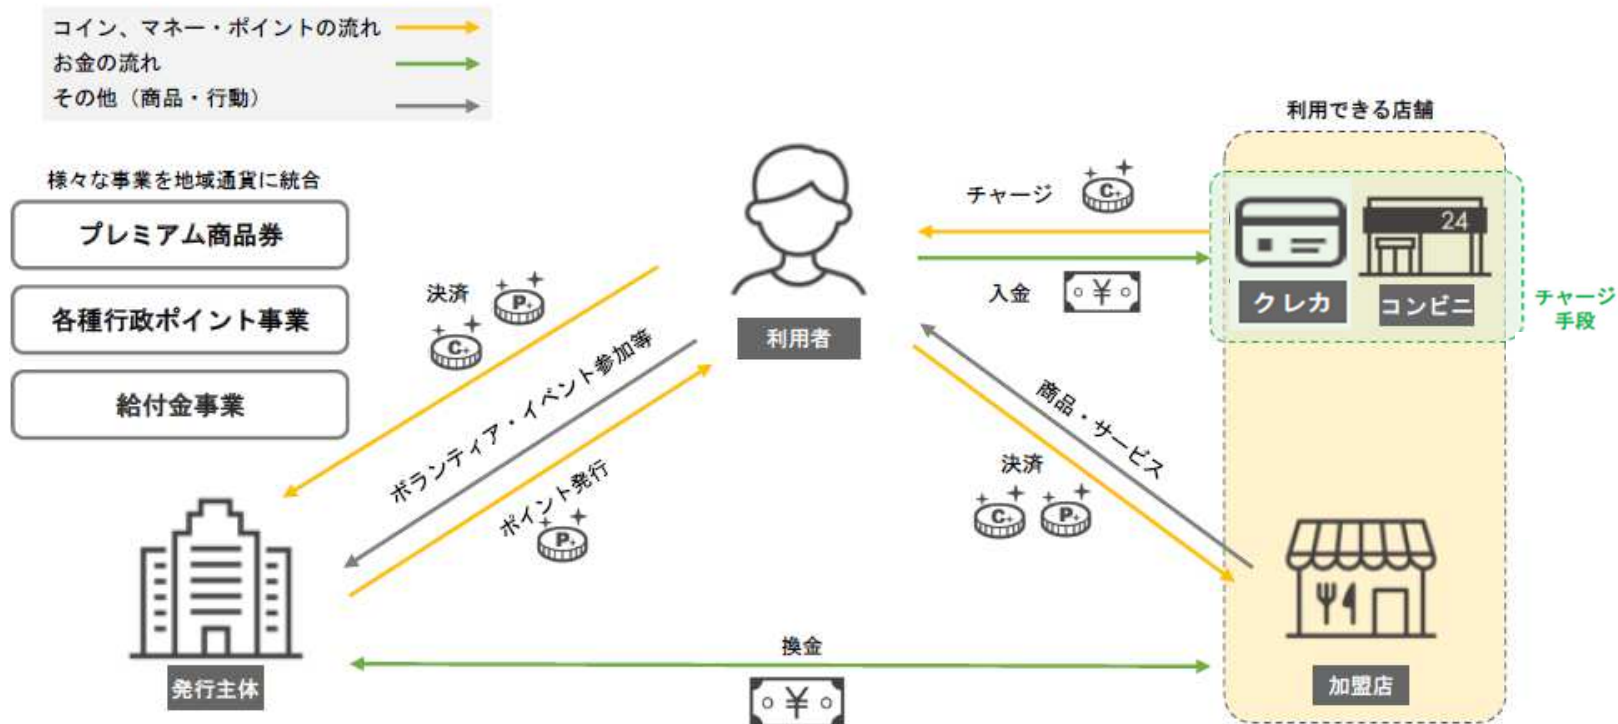 コイン、マネー・ポイントの流れ
お金の流れ
その他（商品・行動）
利用できる店舗
様々な事業を地域通貨に統合
プレミアム商品券
各種行政ポイント事業
給付金事業
チャージ
C+
入金
¥
24
クレカ
コンビニ
チャージ
手段
利用者
決済
P+
C+
ボランティア・イベント参加等
ポイント発行
P+
商品・サービス
決済
C+
P+
発行主体
換金
¥
加盟店